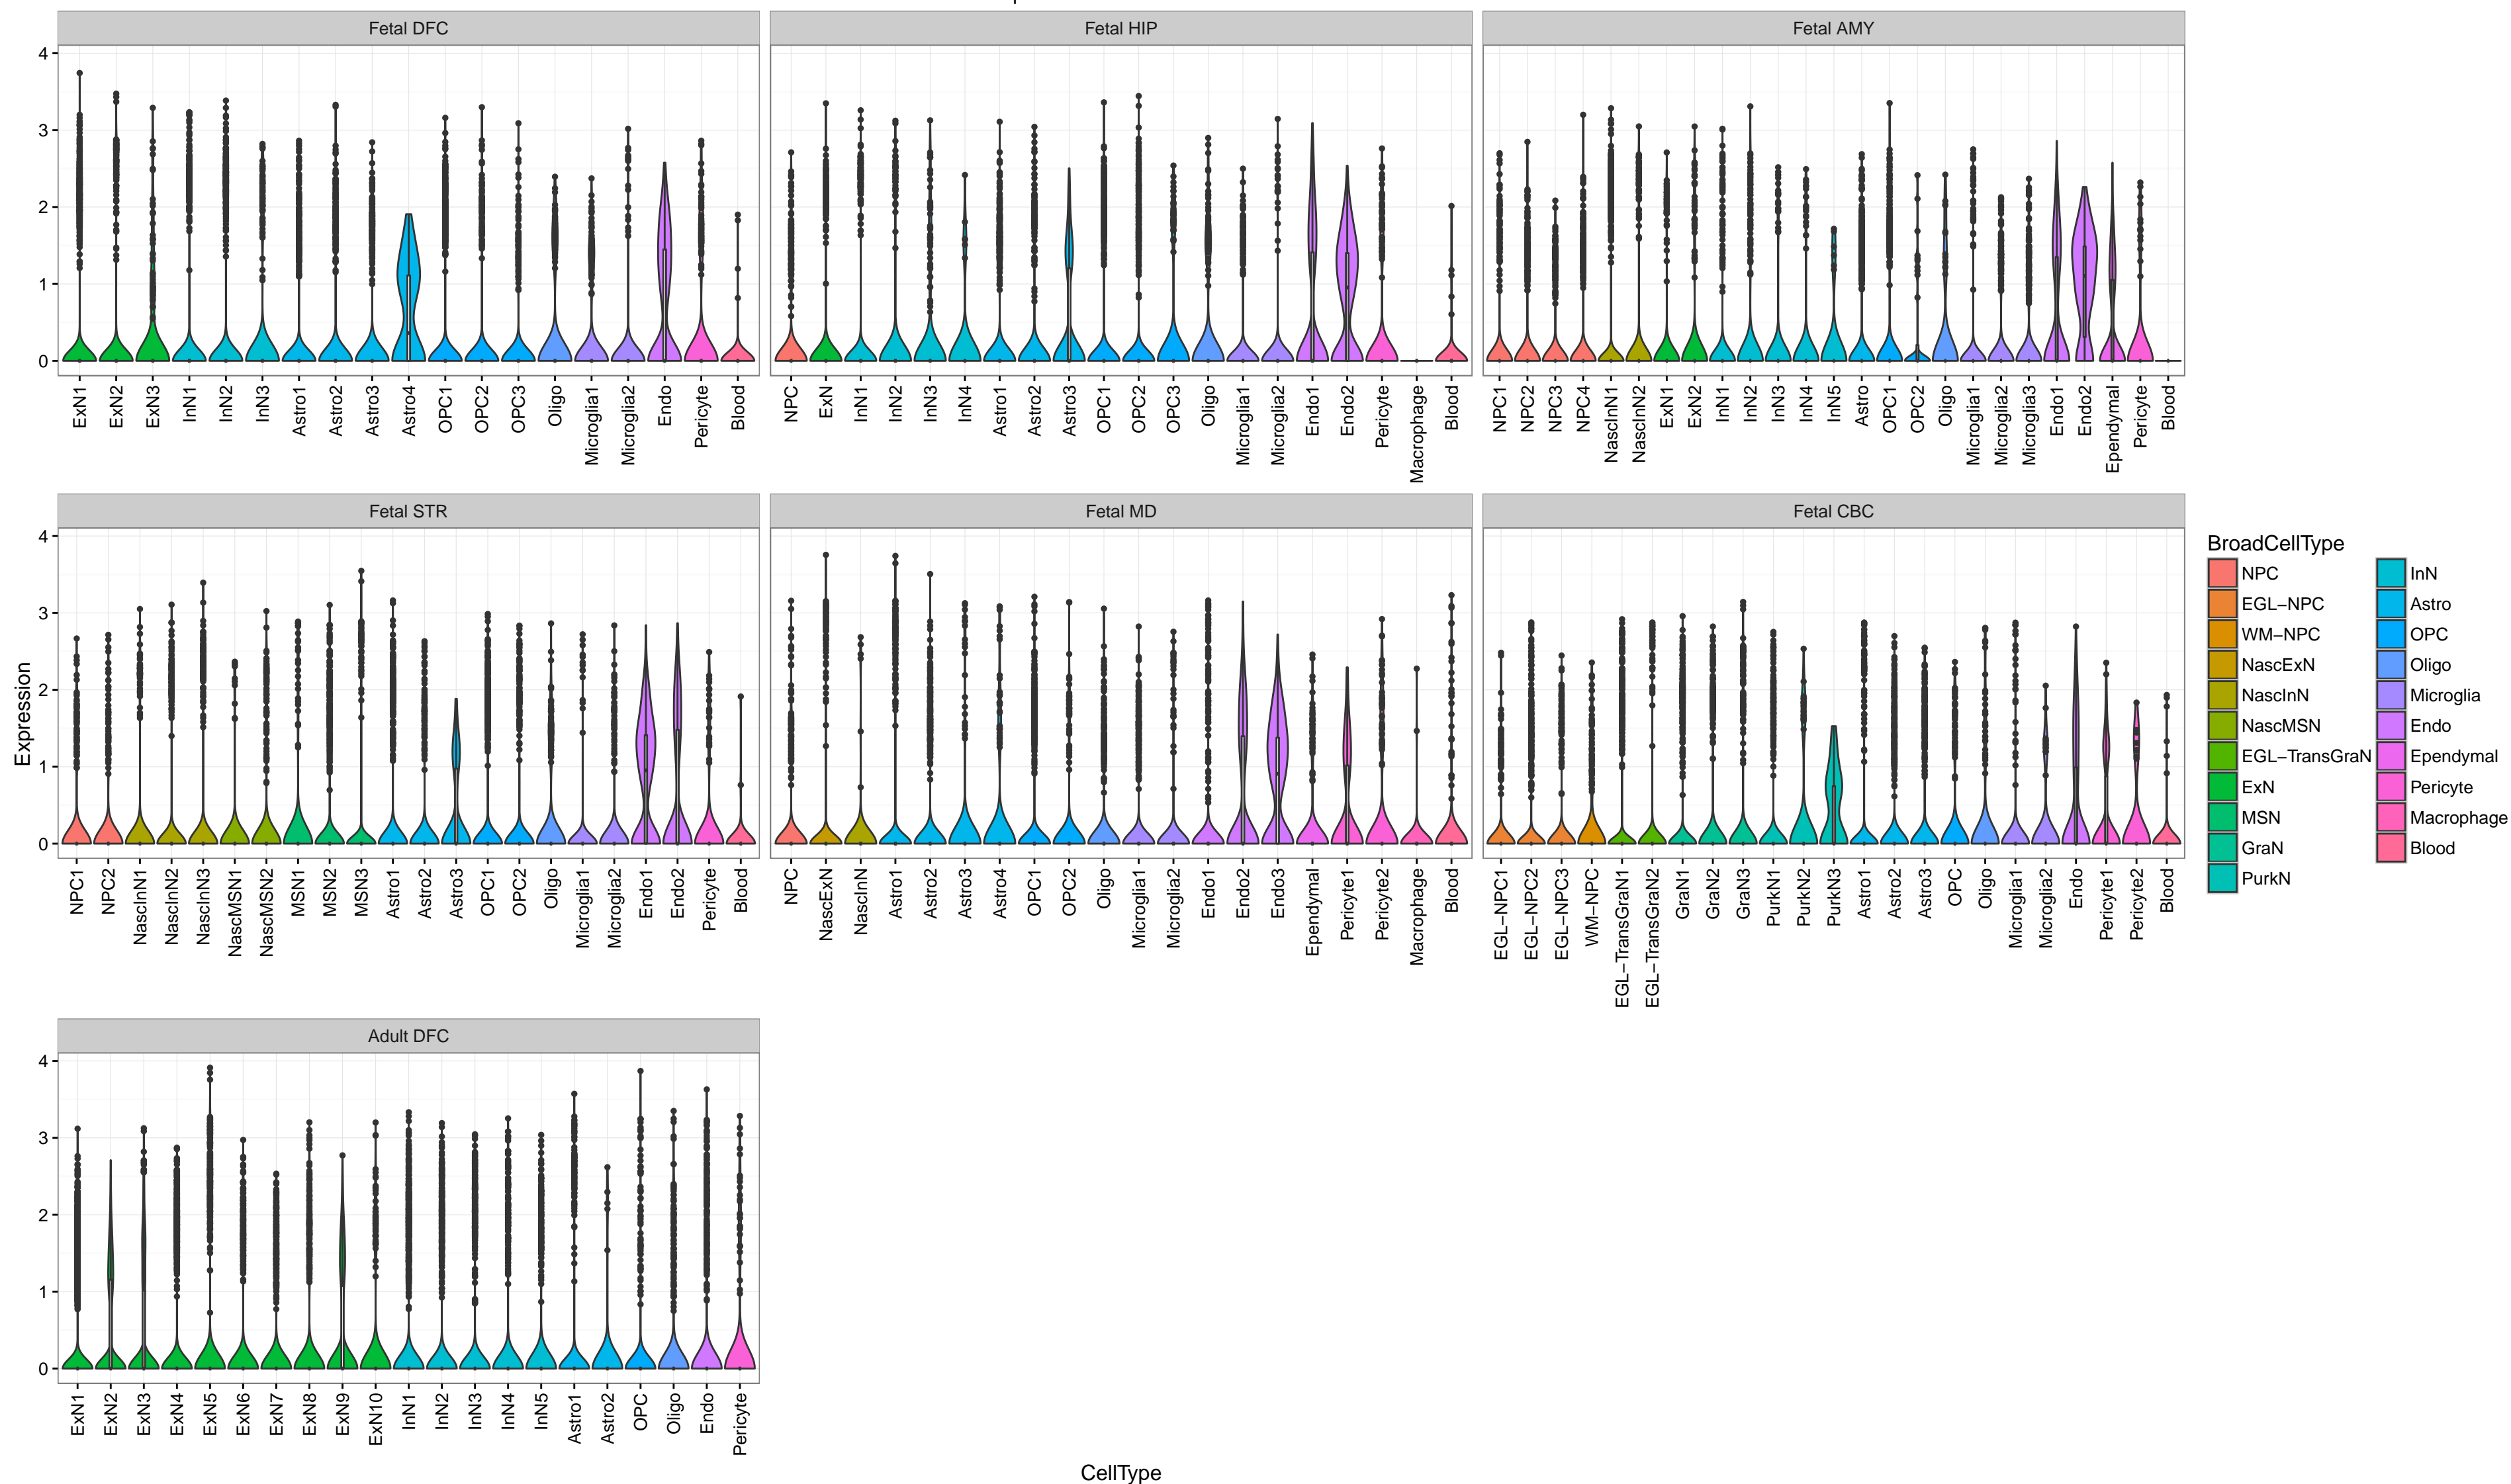 Fetal DFC Fetal HIP Fetal AMY
4
3
2
1
0
ExN1 ExN2 ExN3 InN1 InN2 InN3 Astro1 Astro2 Astro3 Astro4 OPC1 OPC2 OPC3 Oligo Microglia1 Microglia2 Endo Pericyte Blood
NPC ExN InN1 InN2 InN3 InN4 Astro1 Astro2 Astro3 OPC1 OPC2 OPC3 Oligo Microglia1 Microglia2 Endo1 Endo2 Pericyte Macrophage Blood
NPC1 NPC2 NPC3 NPC4 NascInN1 NascInN2 ExN1 ExN2 InN1 InN2 InN3 InN4 InN5 Astro OPC1 OPC2 Oligo Microglia1 Microglia2 Microglia3 Endo1 Endo2 Ependymal Pericyte Blood
Fetal STR Fetal MD Fetal CBC
Expression
4
3
2
1
0
NPC1 NPC2 NascInN1 NascInN2 NascInN3 NascMSN1 NascMSN2 MSN1 MSN2 MSN3 Astro1 Astro2 Astro3 OPC1 OPC2 Oligo Microglia1 Microglia2 Endo1 Endo2 Pericyte Blood
NPC NascExN NascInN Astro1 Astro2 Astro3 Astro4 OPC1 OPC2 Oligo Microglia1 Microglia2 Endo1 Endo2 Endo3 Ependymal Pericyte1 Pericyte2 Macrophage Blood
EGL−NPC1 EGL−NPC2 EGL−NPC3 WM−NPC EGL−TransGraN1 EGL−TransGraN2 GraN1 GraN2 GraN3 PurkN1 PurkN2 PurkN3 Astro1 Astro2 Astro3 OPC Oligo Microglia1 Microglia2 Endo Pericyte1 Pericyte2 Blood
BroadCellType
NPC InN
EGL−NPC Astro
WM−NPC OPC
NascExN Oligo
NascInN Microglia
NascMSN Endo
EGL−TransGraN Ependymal
ExN Pericyte
MSN Macrophage
GraN Blood
PurkN
Adult DFC
4
3
2
1
0
ExN1 ExN2 ExN3 ExN4 ExN5 ExN6 ExN7 ExN8 ExN9 ExN10 InN1 InN2 InN3 InN4 InN5 Astro1 Astro2 OPC Oligo Endo Pericyte
CellType